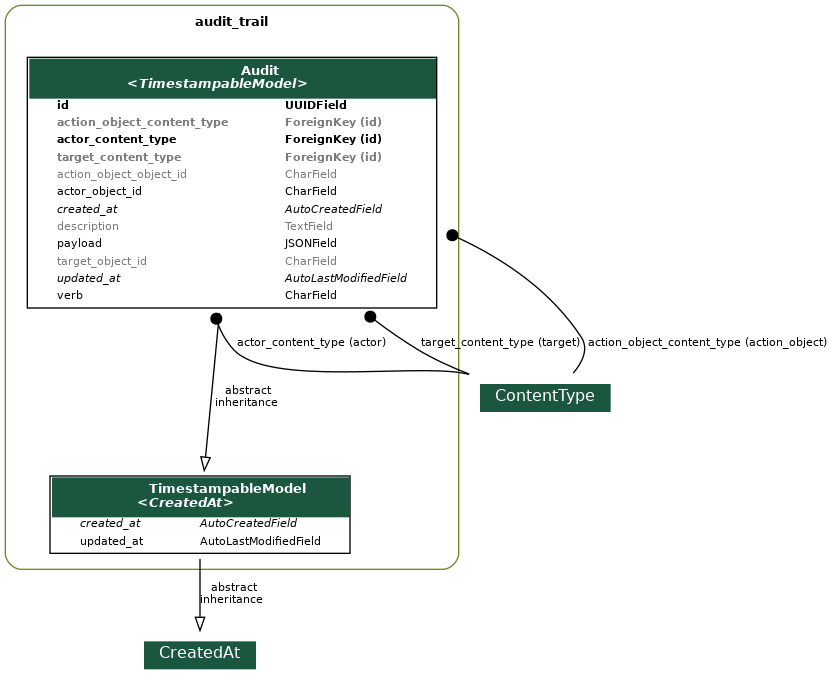 audit_trail
Audit
<TimestampableModel>
id UUIDField
action_object_content_type ForeignKey (id)
actor_content_type ForeignKey (id)
target_content_type ForeignKey (id)
action_object_object_id CharField
actor_object_id CharField
created_at AutoCreatedField
description TextField
payload JSONField
target_object_id CharField
updated_at AutoLastModifiedField
verb CharField
actor_content_type (actor) target_content_type (target) action_object_content_type (action_object)
abstract
inheritance
ContentType
TimestampableModel
<CreatedAt>
created_at AutoCreatedField
updated_at AutoLastModifiedField
abstract
inheritance
CreatedAt